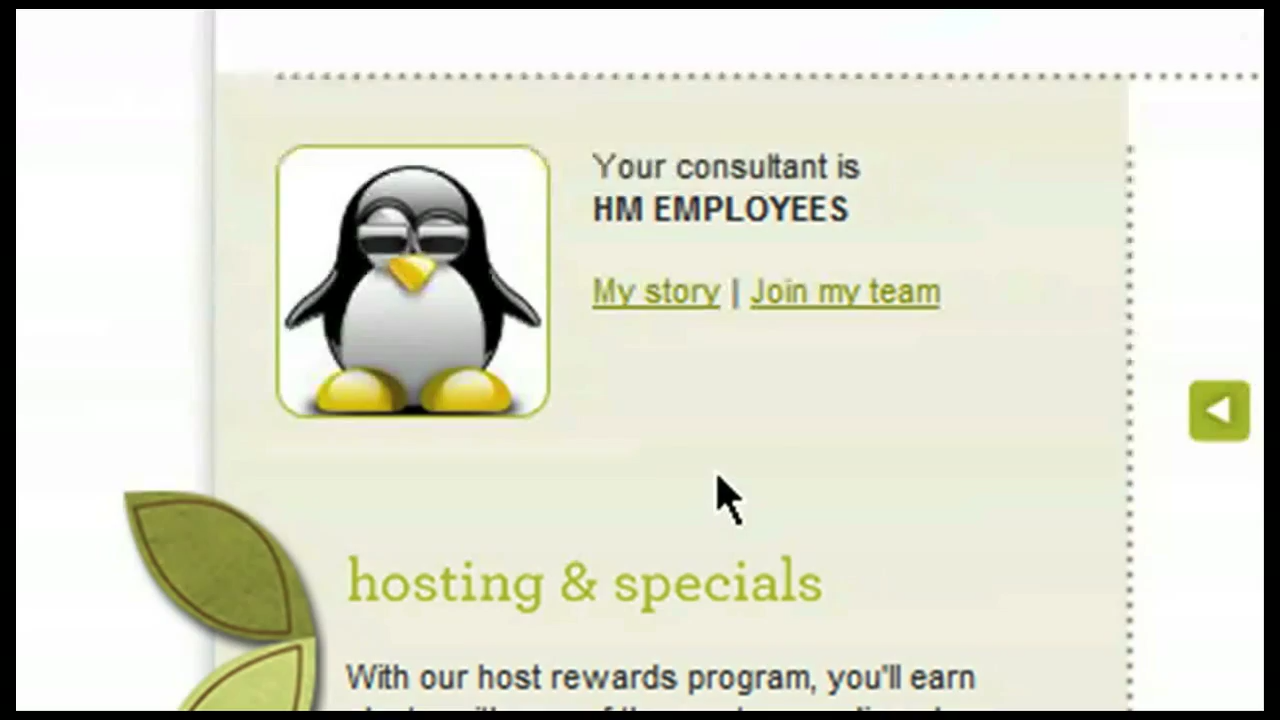 Your consultant is
HM EMPLOYEES
My story | Join my team
hosting & specials
With our host rewards program, you'll earn